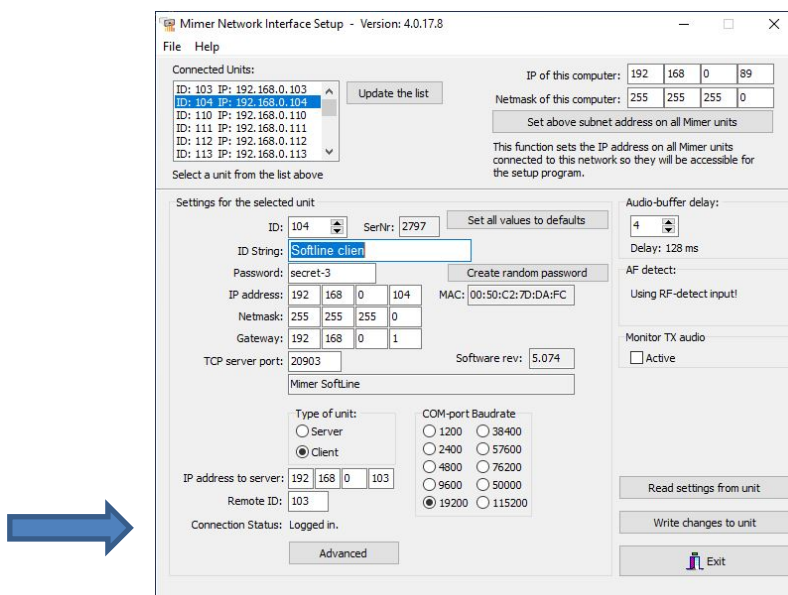 Mimer Network Interface Setup - Version: 4.0.17.8
File Help
Connected Units:
ID: 103 IP: 192.168.0.103
ID: 104 IP: 192.168.0.104
ID: 110 IP: 192.168.0.110
ID: 111 IP: 192.168.0.111
ID: 112 IP: 192.168.0.112
ID: 113 IP: 192.168.0.113
Update the list
Select a unit from the list above
IP of this computer: 192 168 0 89
Netmask of this computer: 255 255 255 0
Set above subnet address on all Mimer units
This function sets the IP address on all Mimer units
connected to this network so they will be accessible for
the setup program.
Settings for the selected unit
ID: 104 SerNr: 2797 Set all values to defaults
ID String: Softline clien
Password: secret-3 Create random password
IP address: 192 168 0 104 MAC: 00:50:C2:7D:DA:FC
Netmask: 255 255 255 0
Gateway: 192 168 0 1
TCP server port: 20903 Software rev: 5.074
Mimer SoftLine
Type of unit:
Server
Client
COM-port Baudrate
1200 38400
2400 57600
4800 76200
9600 50000
19200 115200
IP address to server: 192 168 0 103
Remote ID: 103
Connection Status: Logged in.
Advanced
Audio-buffer delay:
4
Delay: 128 ms
AF detect:
Using RF-detect input!
Monitor TX audio
Active
Read settings from unit
Write changes to unit
Exit